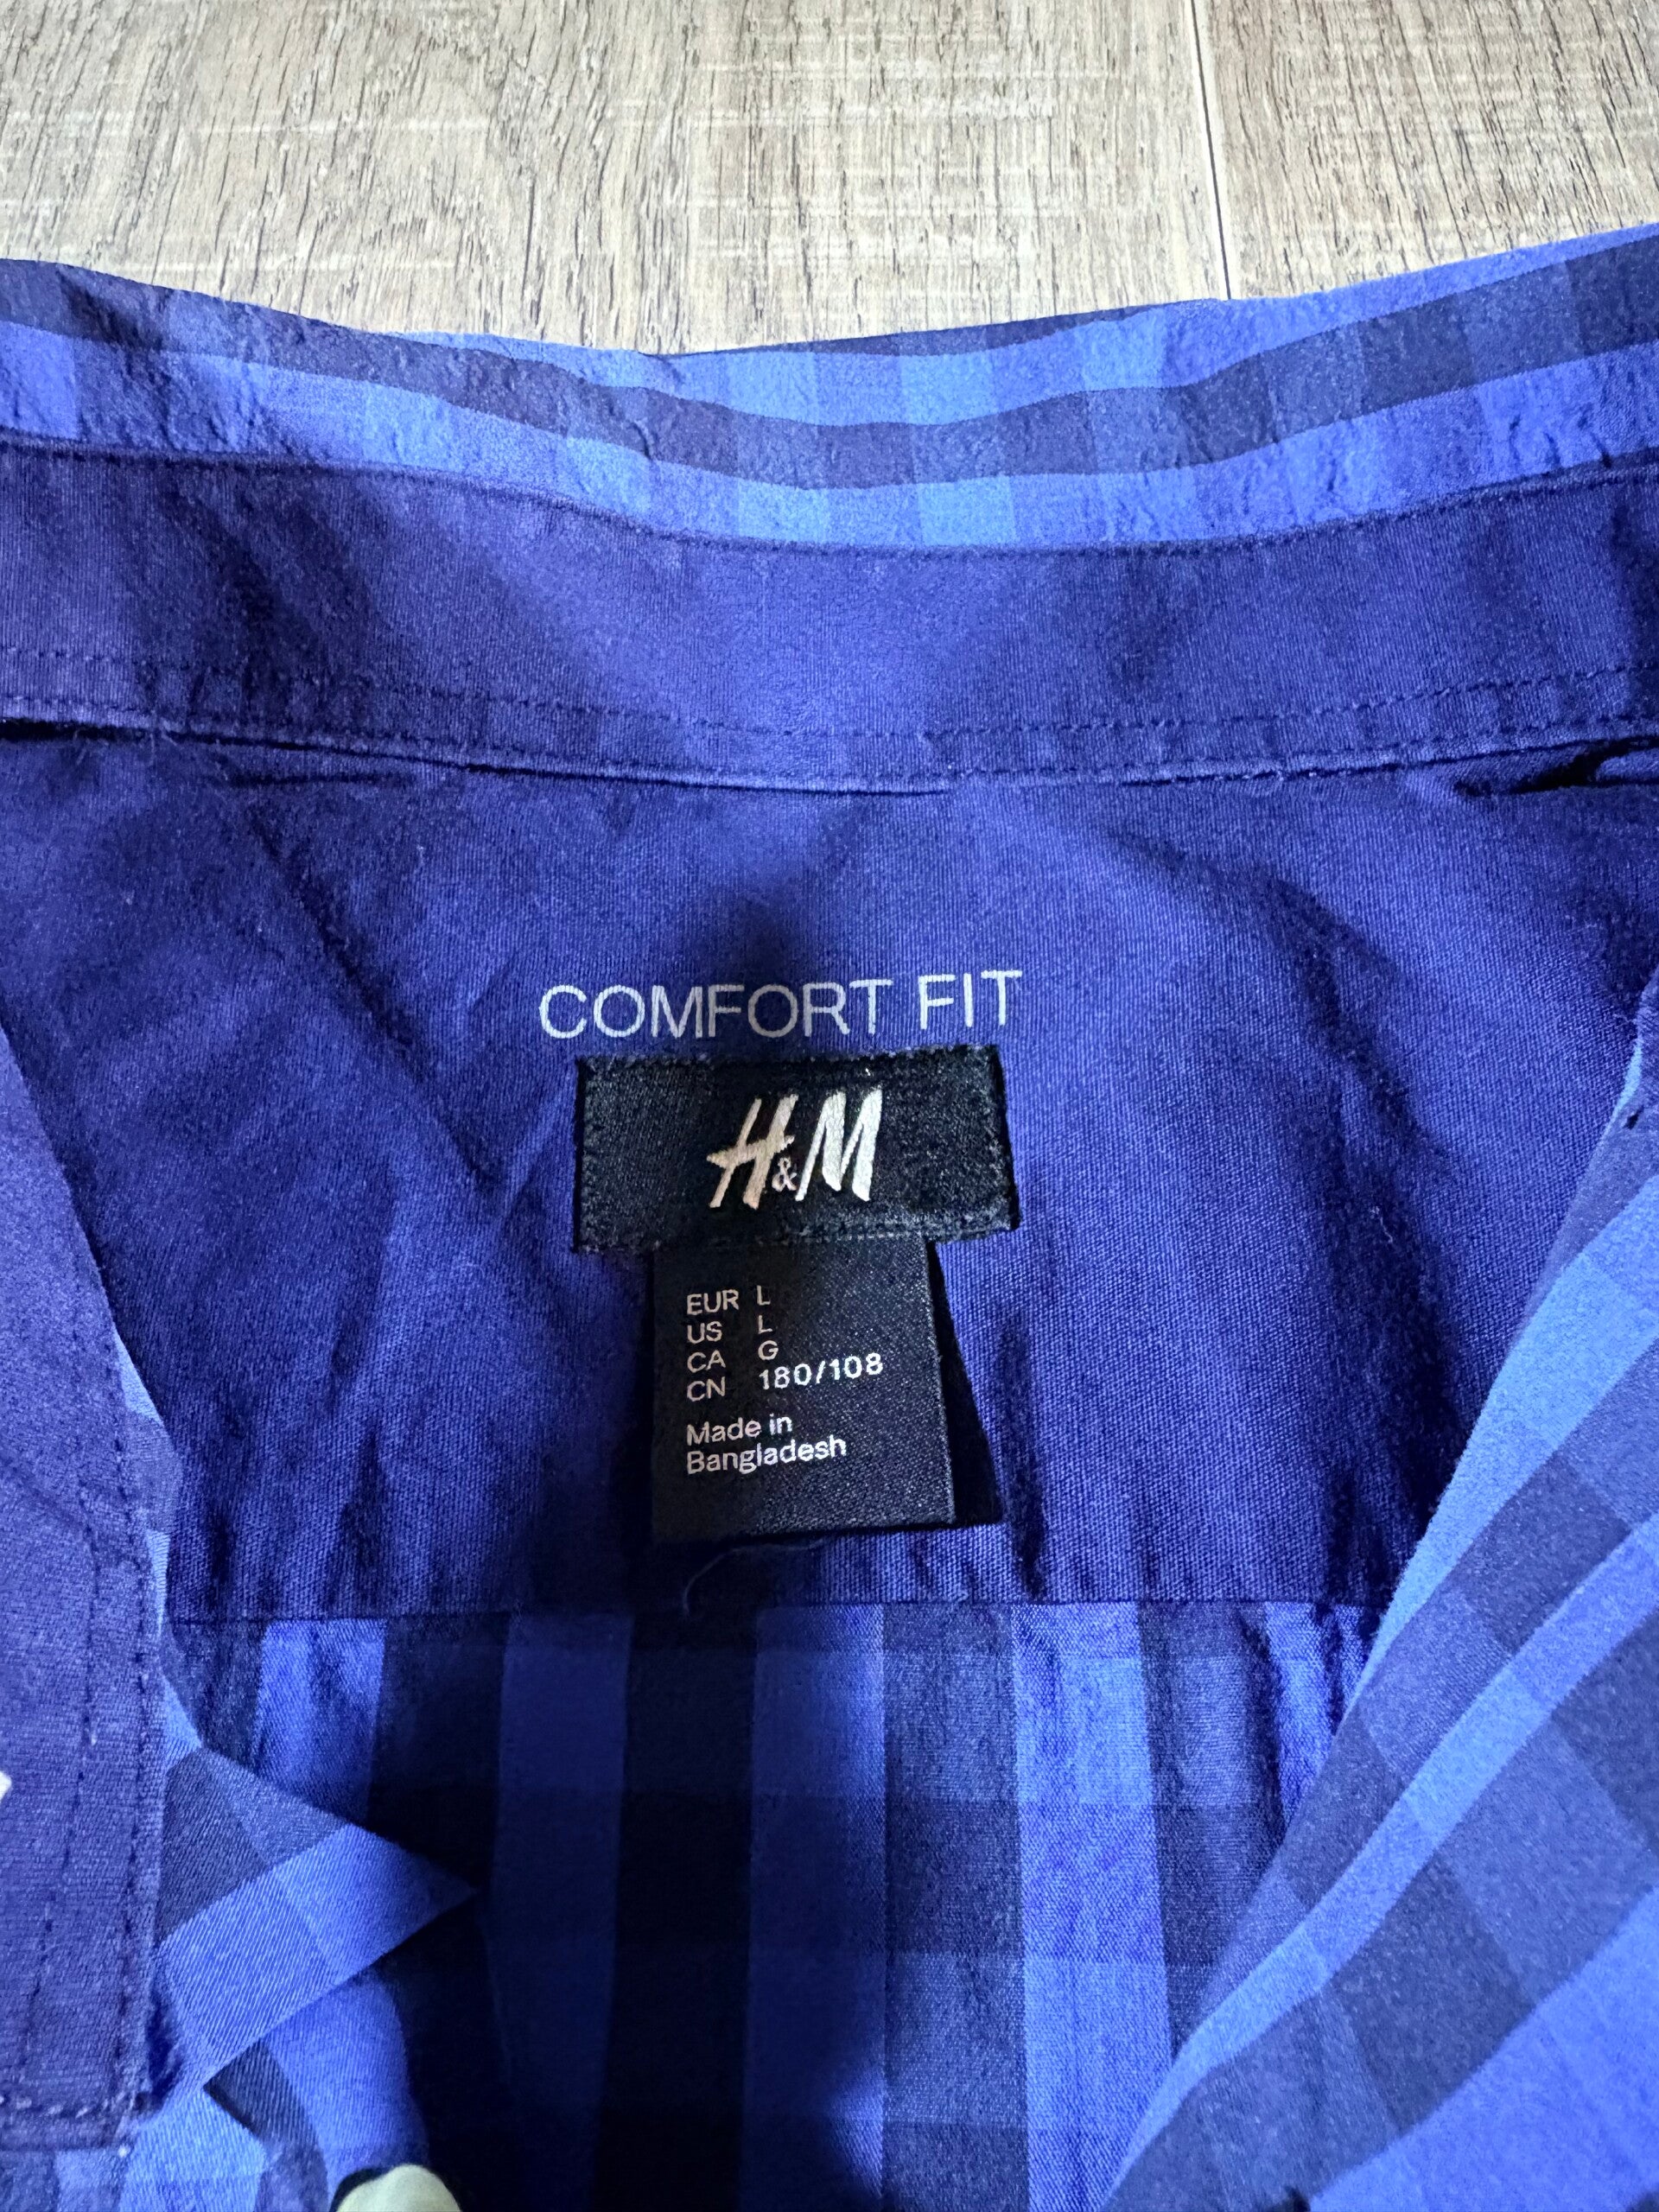 COMFORT FIT
H&M
EUR L
US L
CA G
CN 180/108
Made in
Bangladesh